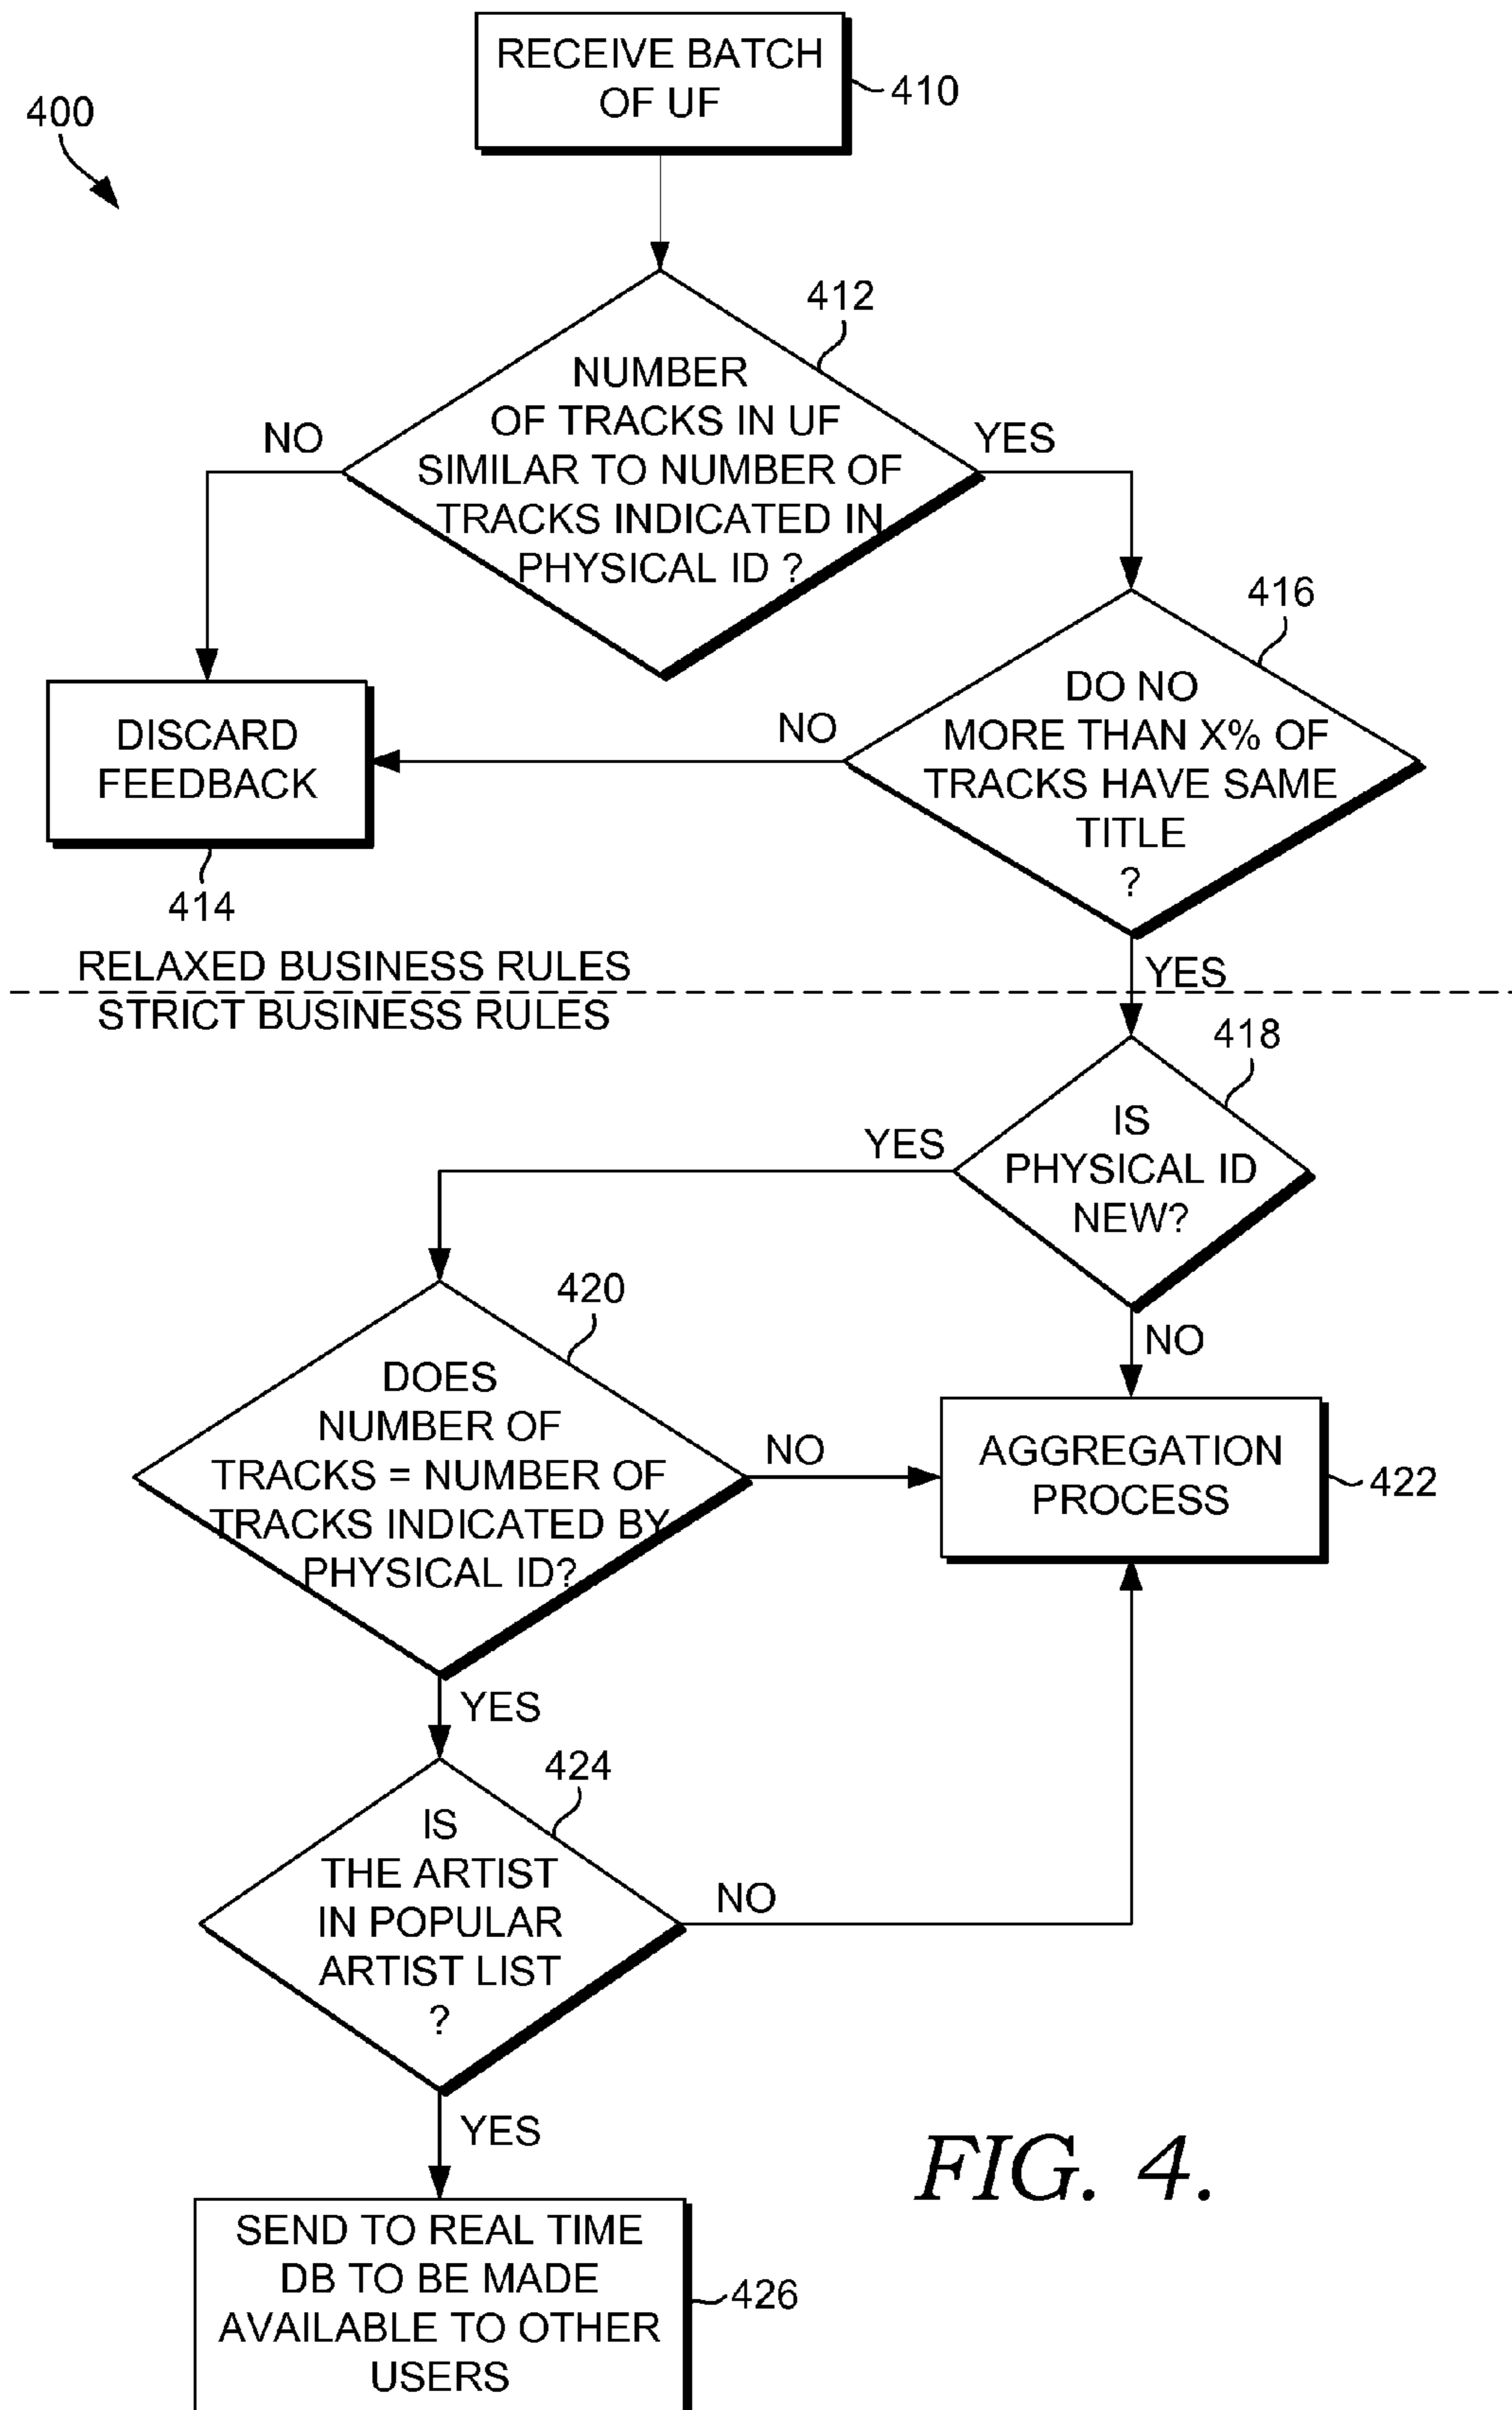 RECEIVE BATCH
OF UF
410
400
412
NUMBER
OF TRACKS IN UF
SIMILAR TO NUMBER OF
TRACKS INDICATED IN
PHYSICAL ID ?
NO
YES
416
DO NO
MORE THAN X% OF
TRACKS HAVE SAME
TITLE
?
NO
DISCARD
FEEDBACK
414
RELAXED BUSINESS RULES
YES
STRICT BUSINESS RULES
418
IS
PHYSICAL ID
NEW?
YES
NO
420
DOES
NUMBER OF
TRACKS = NUMBER OF
TRACKS INDICATED BY
PHYSICAL ID?
NO
AGGREGATION
PROCESS
422
YES
424
IS
THE ARTIST
IN POPULAR
ARTIST LIST
?
NO
YES
FIG. 4.
SEND TO REAL TIME
DB TO BE MADE
AVAILABLE TO OTHER
USERS
426